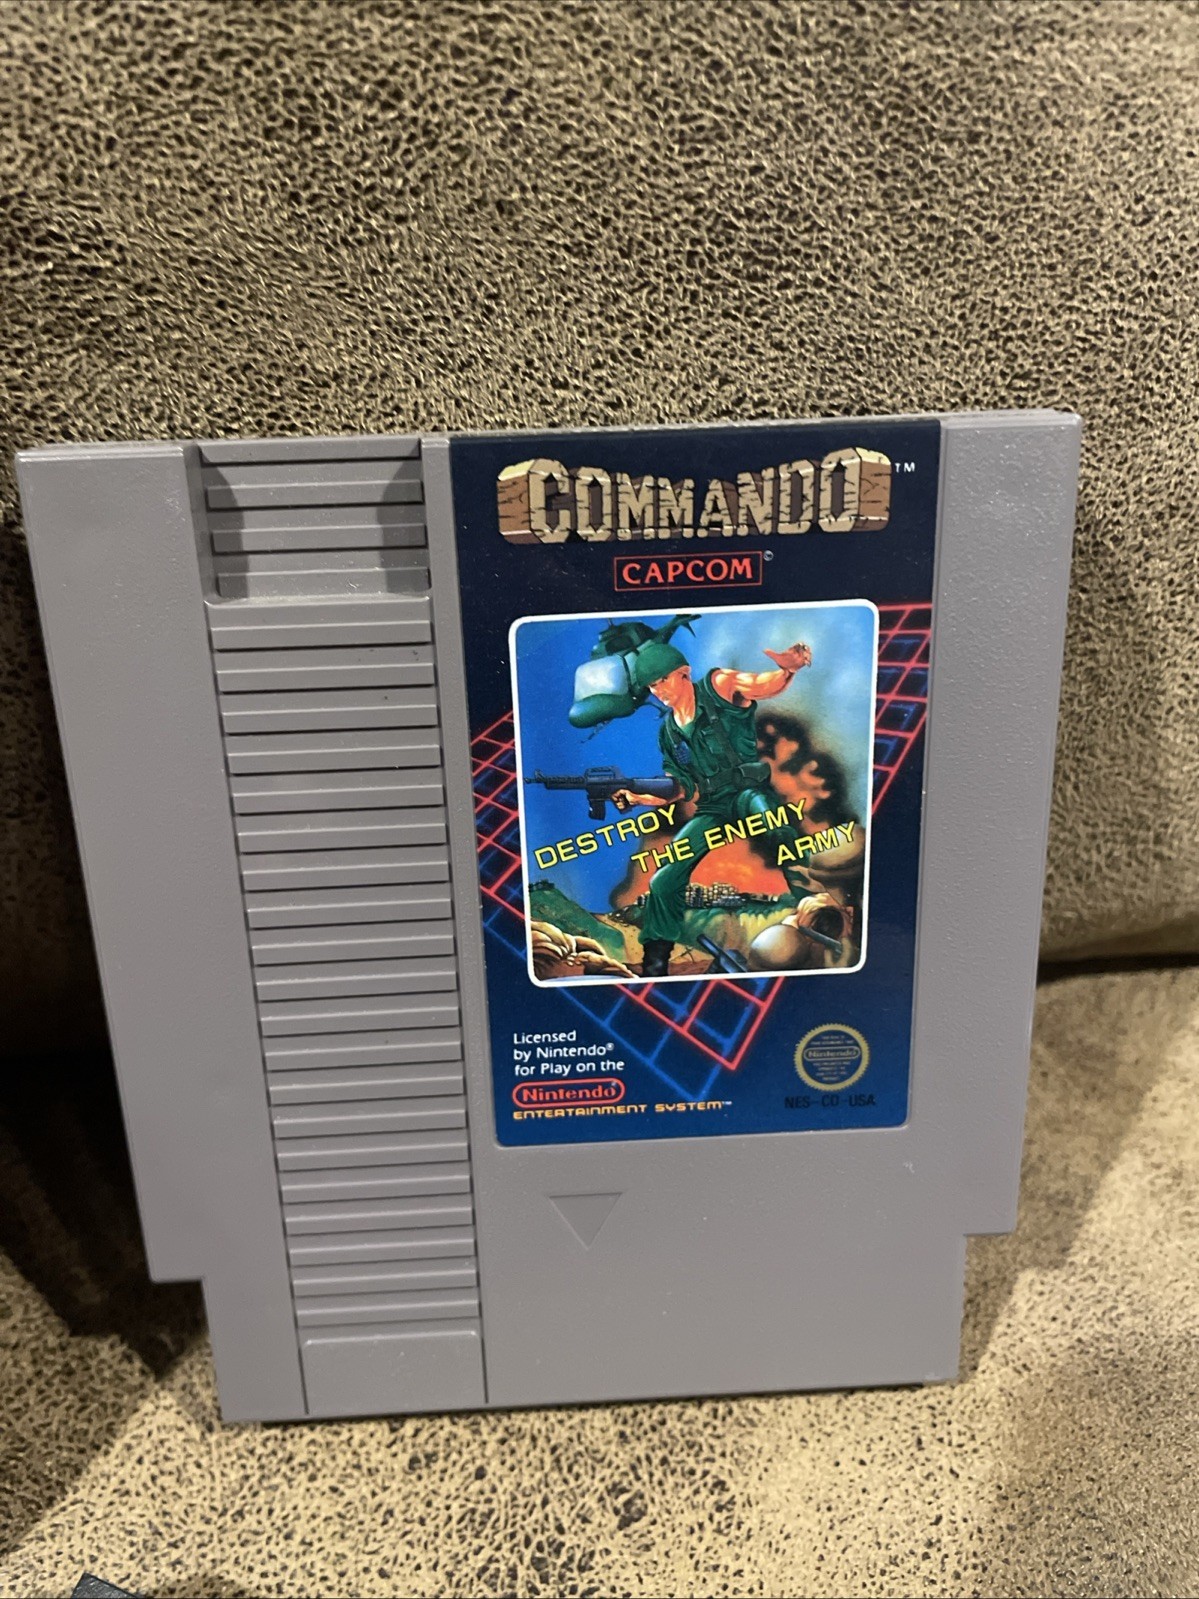 COMMANDO™
CAPCOM©
DESTROY
THE ENEMY
ARMY
Licensed
by Nintendo®
for Play on the
Nintendo®
ENTERTAINMENT SYSTEM™
Nintendo
NES-CO-USA